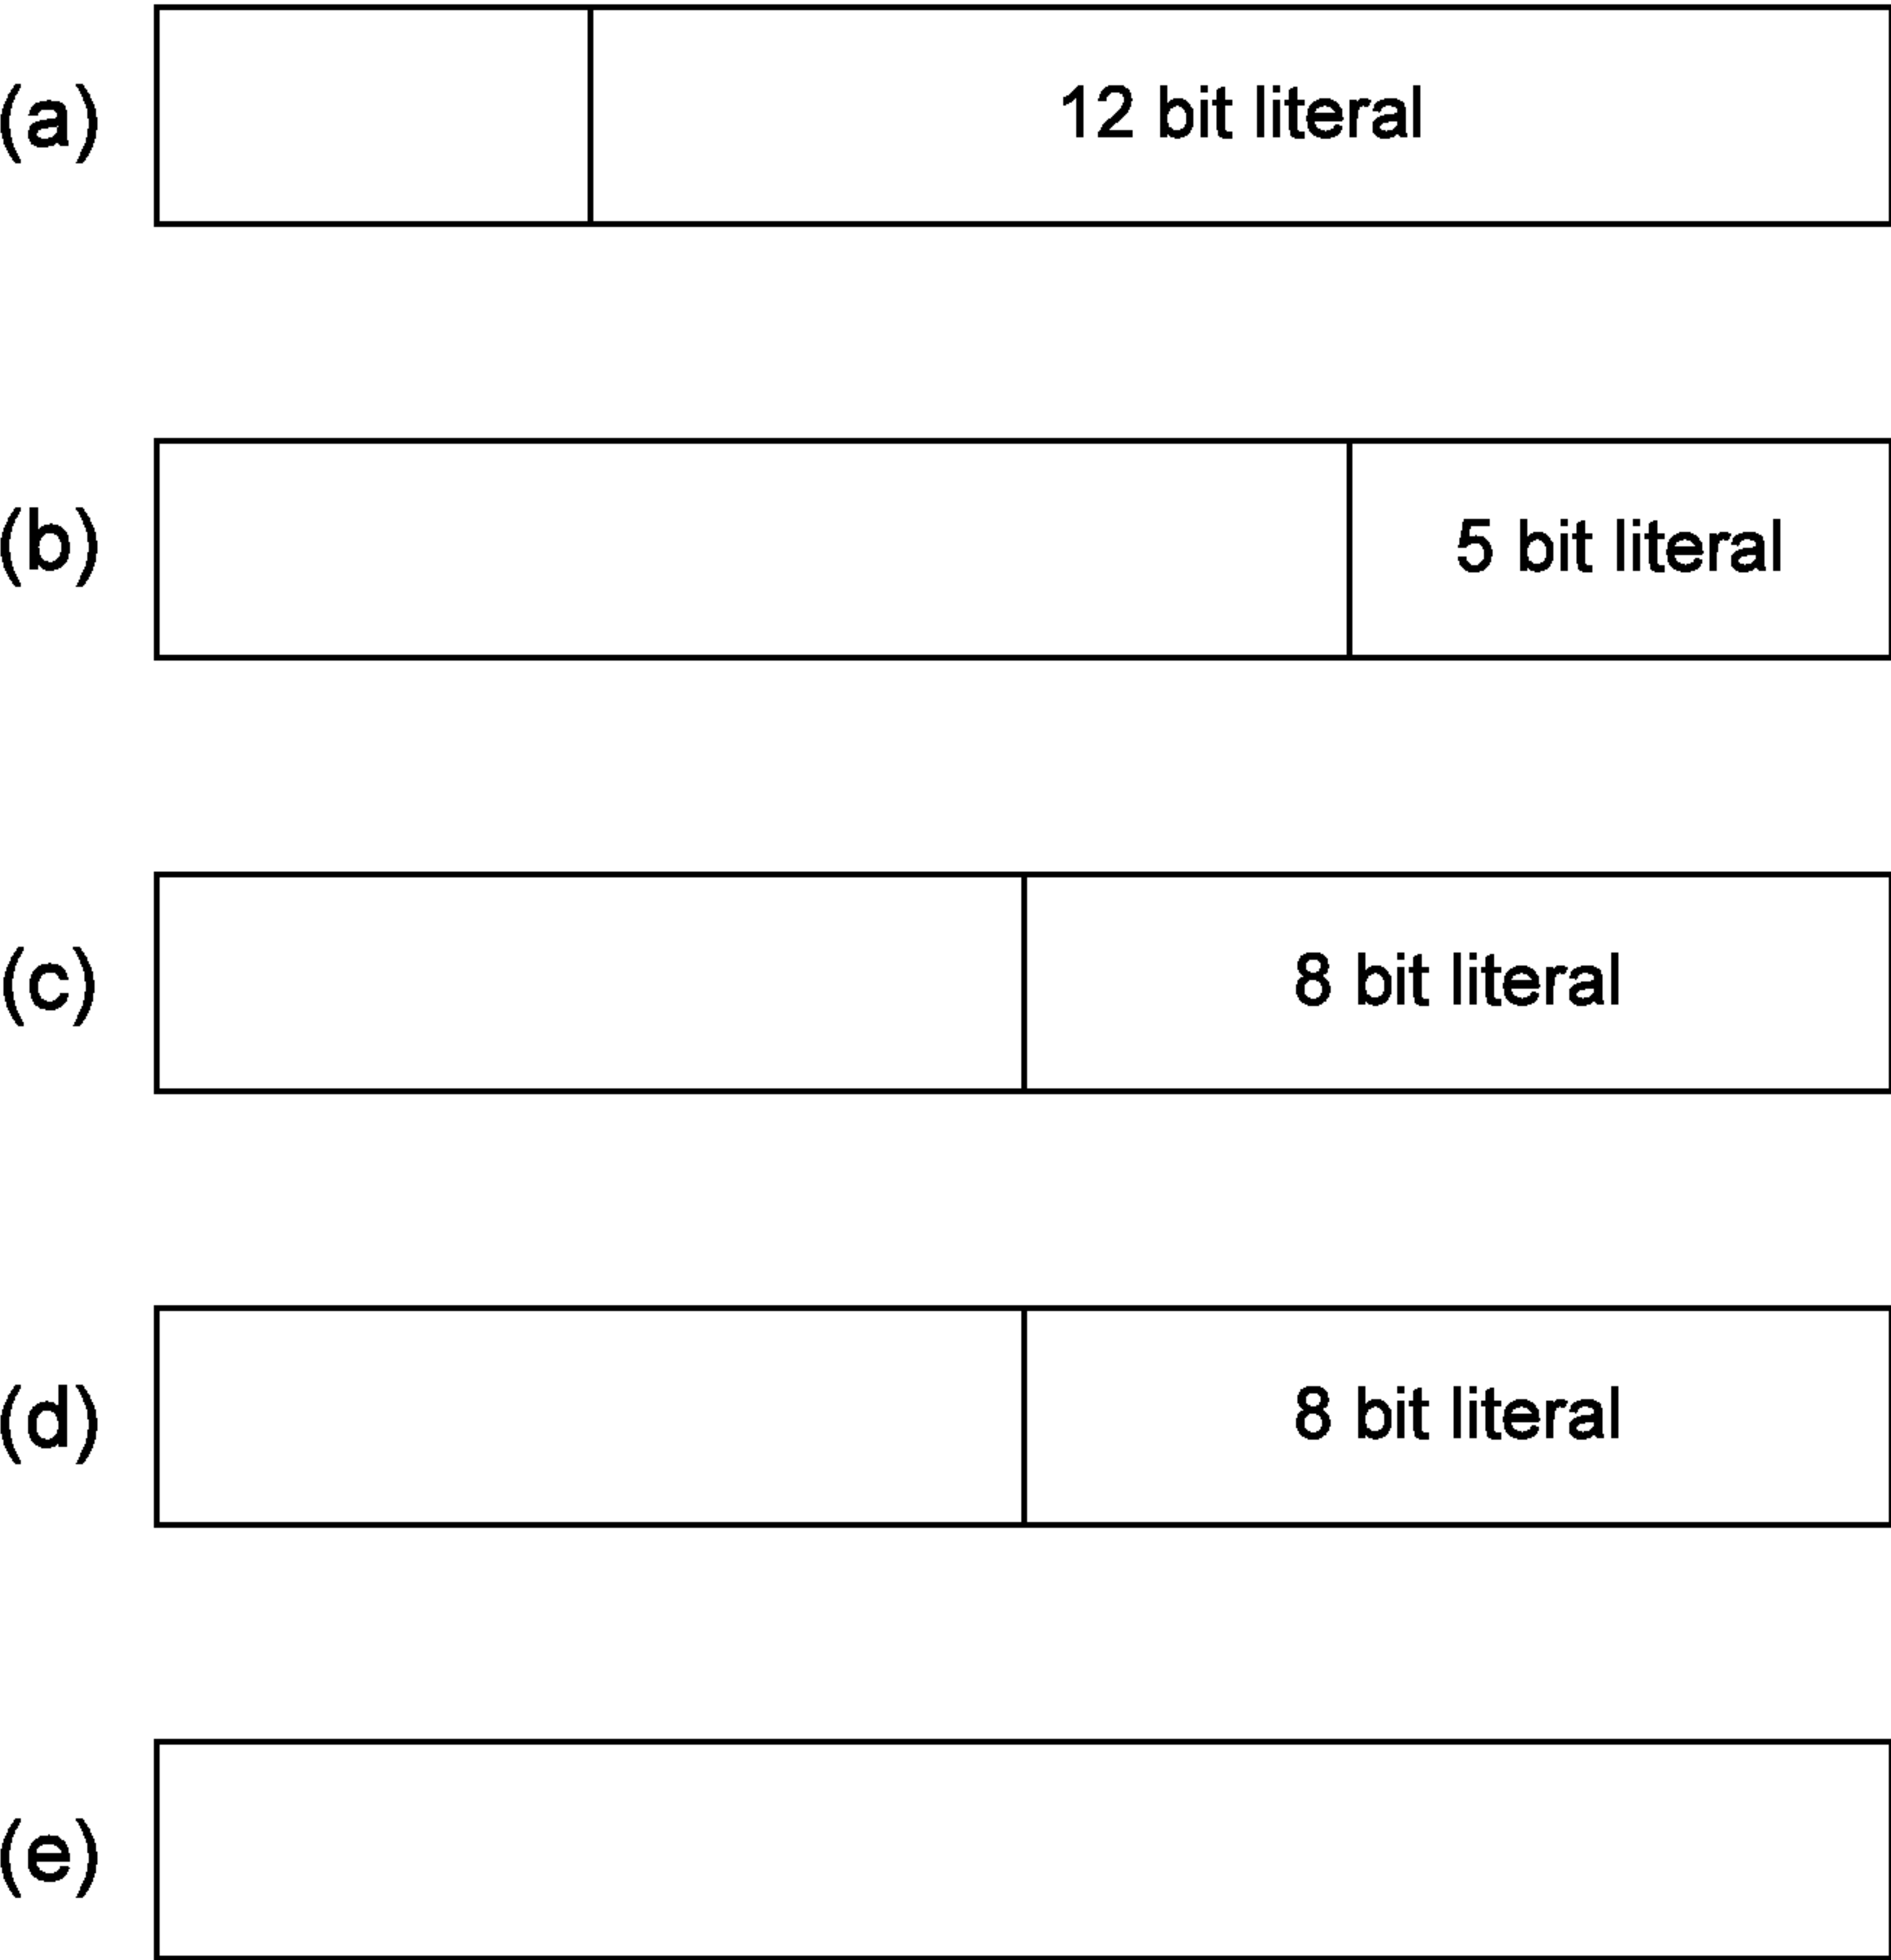 (a) 12 bit literal
(b) 5 bit literal
(c) 8 bit literal
(d) 8 bit literal
(e)